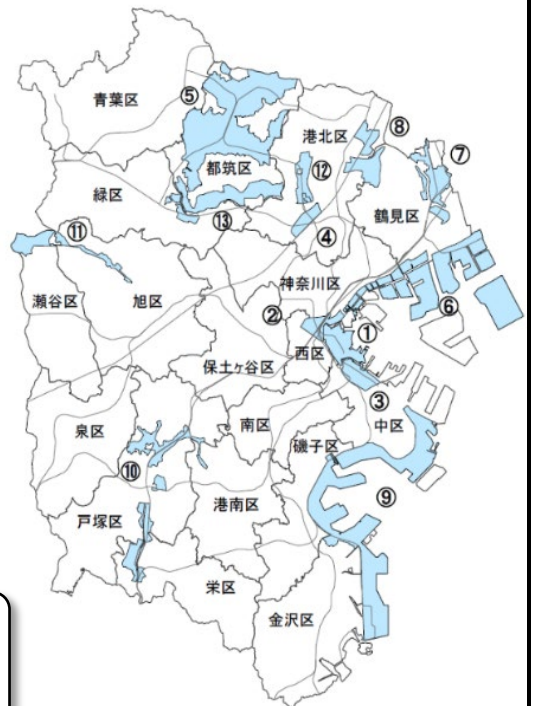 青葉区
⑤
港北区
⑧
⑦
都筑区
⑫
緑区
⑬
鶴見区
④
⑪
神奈川区
瀬谷区
旭区
②
⑥
①
西区
保土ヶ谷区
③
泉区
南区
中区
磯子区
⑩
⑨
戸塚区
港南区
栄区
金沢区